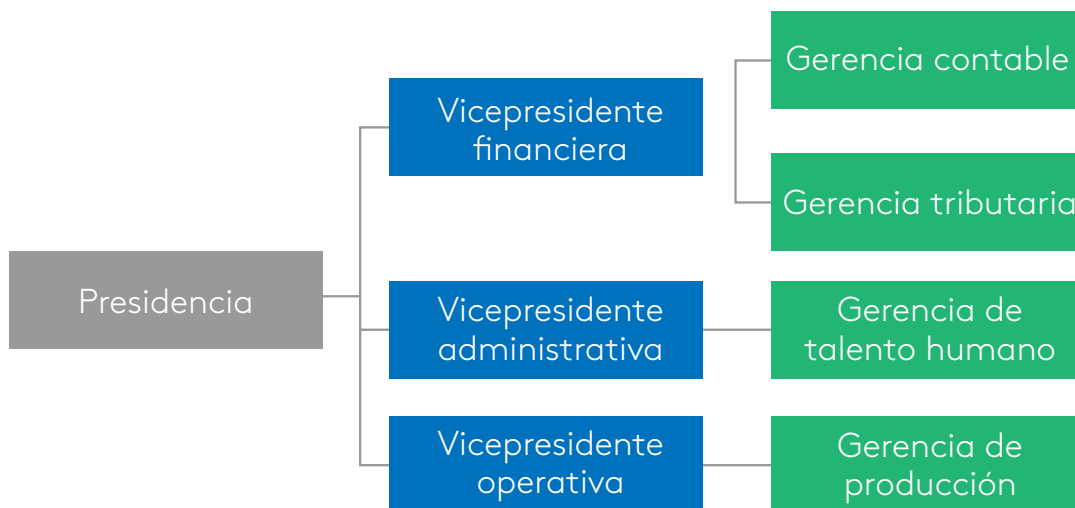 Presidencia
Vicepresidente
financiera
Gerencia contable
Gerencia tributaria
Vicepresidente
administrativa
Gerencia de
talento humano
Vicepresidente
operativa
Gerencia de
producción